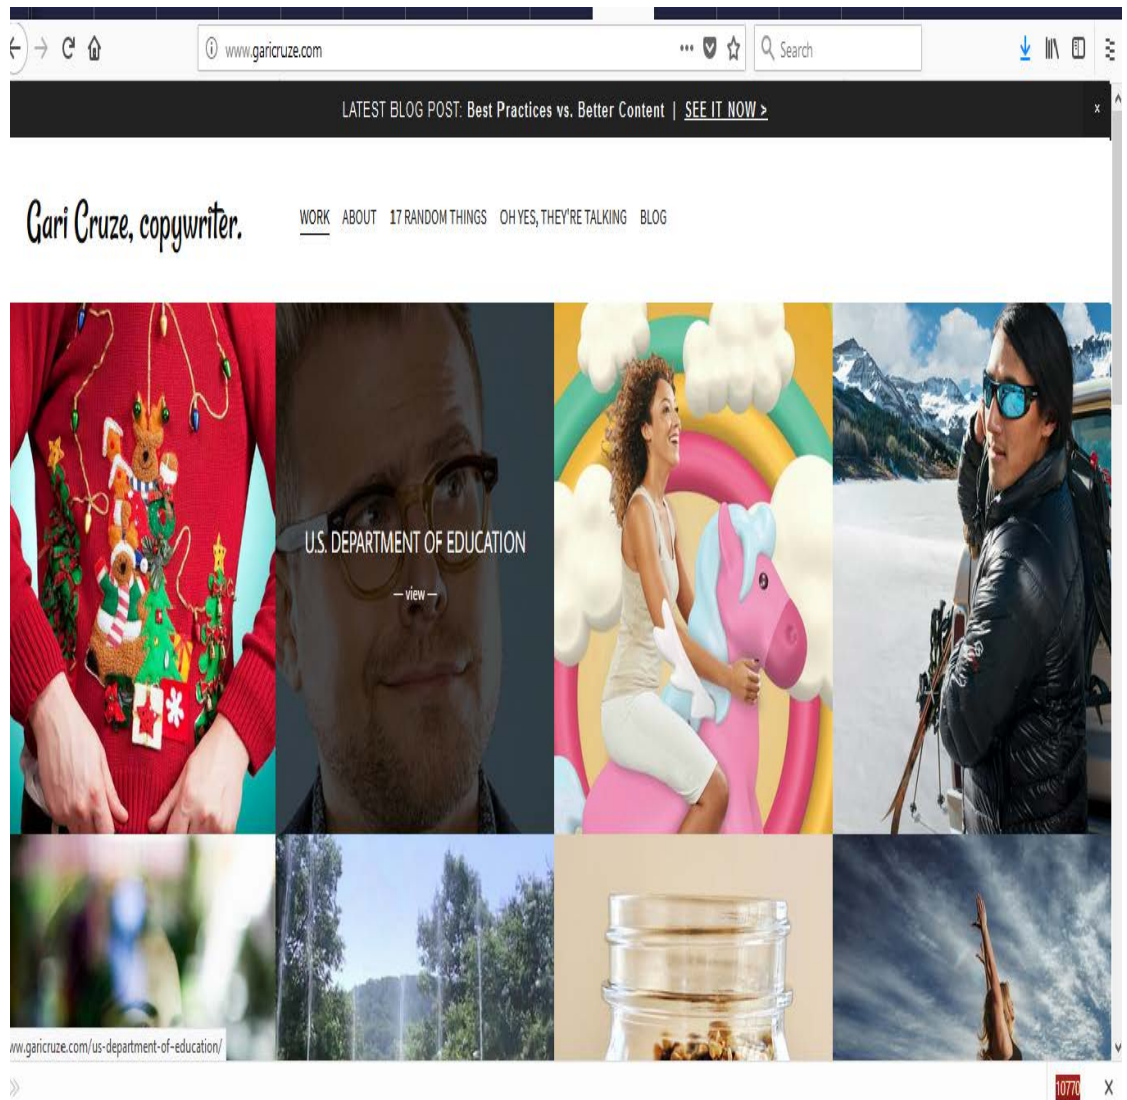 www.garicruze.com
Search
LATEST BLOG POST: Best Practices vs. Better Content | SEE IT NOW >
x
Gari Cruze, copywriter.
WORK ABOUT 17 RANDOM THINGS OH YES, THEY'RE TALKING BLOG
U.S. DEPARTMENT OF EDUCATION
— view —
ww.garicruze.com/us-department-of-education/
10770